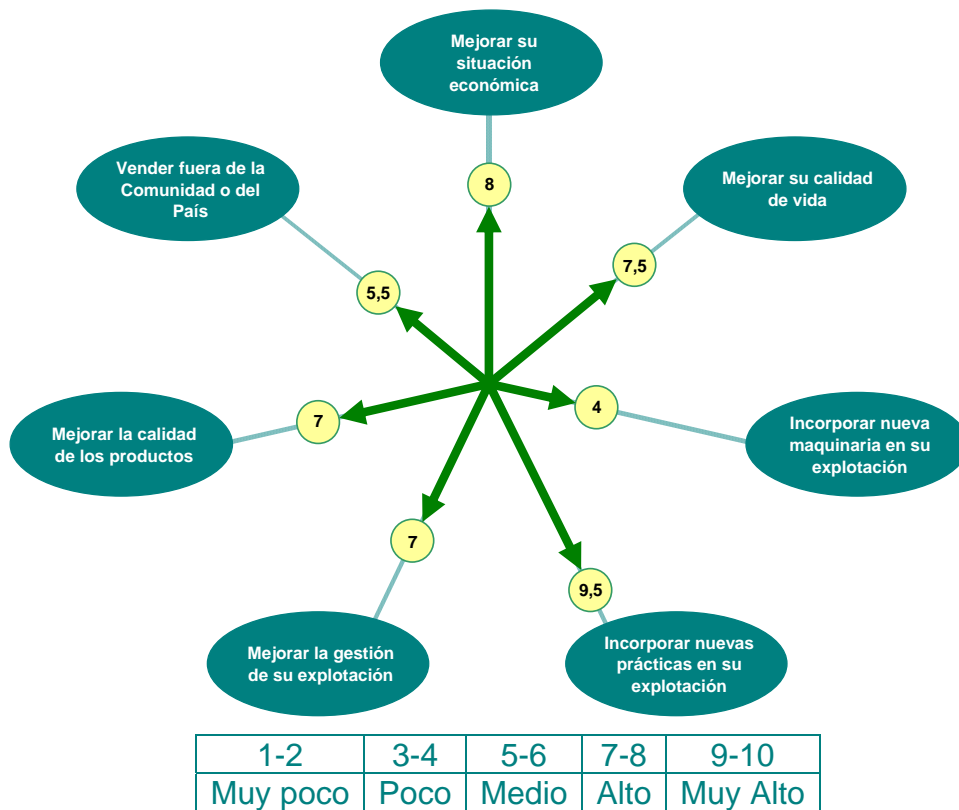 Mejorar su
situación
económica
Vender fuera de la
Comunidad o del
País
Mejorar su calidad
de vida
8
7,5
5,5
7
4
Mejorar la calidad
de los productos
Incorporar nueva
maquinaria en su
explotación
7
9,5
Mejorar la gestión
de su explotación
Incorporar nuevas
prácticas en su
explotación
1-2 3-4 5-6 7-8 9-10
Muy poco Poco Medio Alto Muy Alto